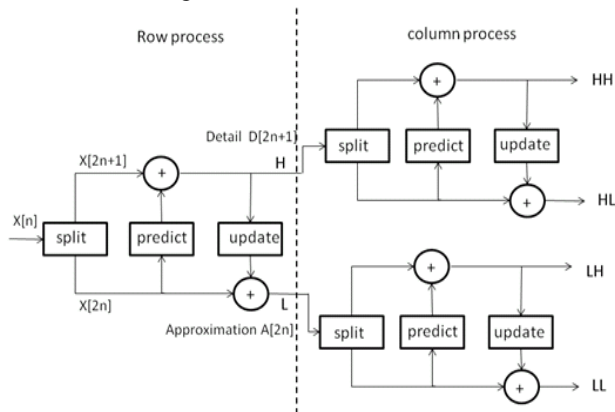 Row process
column process
HH
Detail D[2n+1]
H
split
predict
update
X[2n+1]
HL
X[n]
split
predict
update
LH
X[2n]
L
Approximation A[2n]
split
predict
update
LL